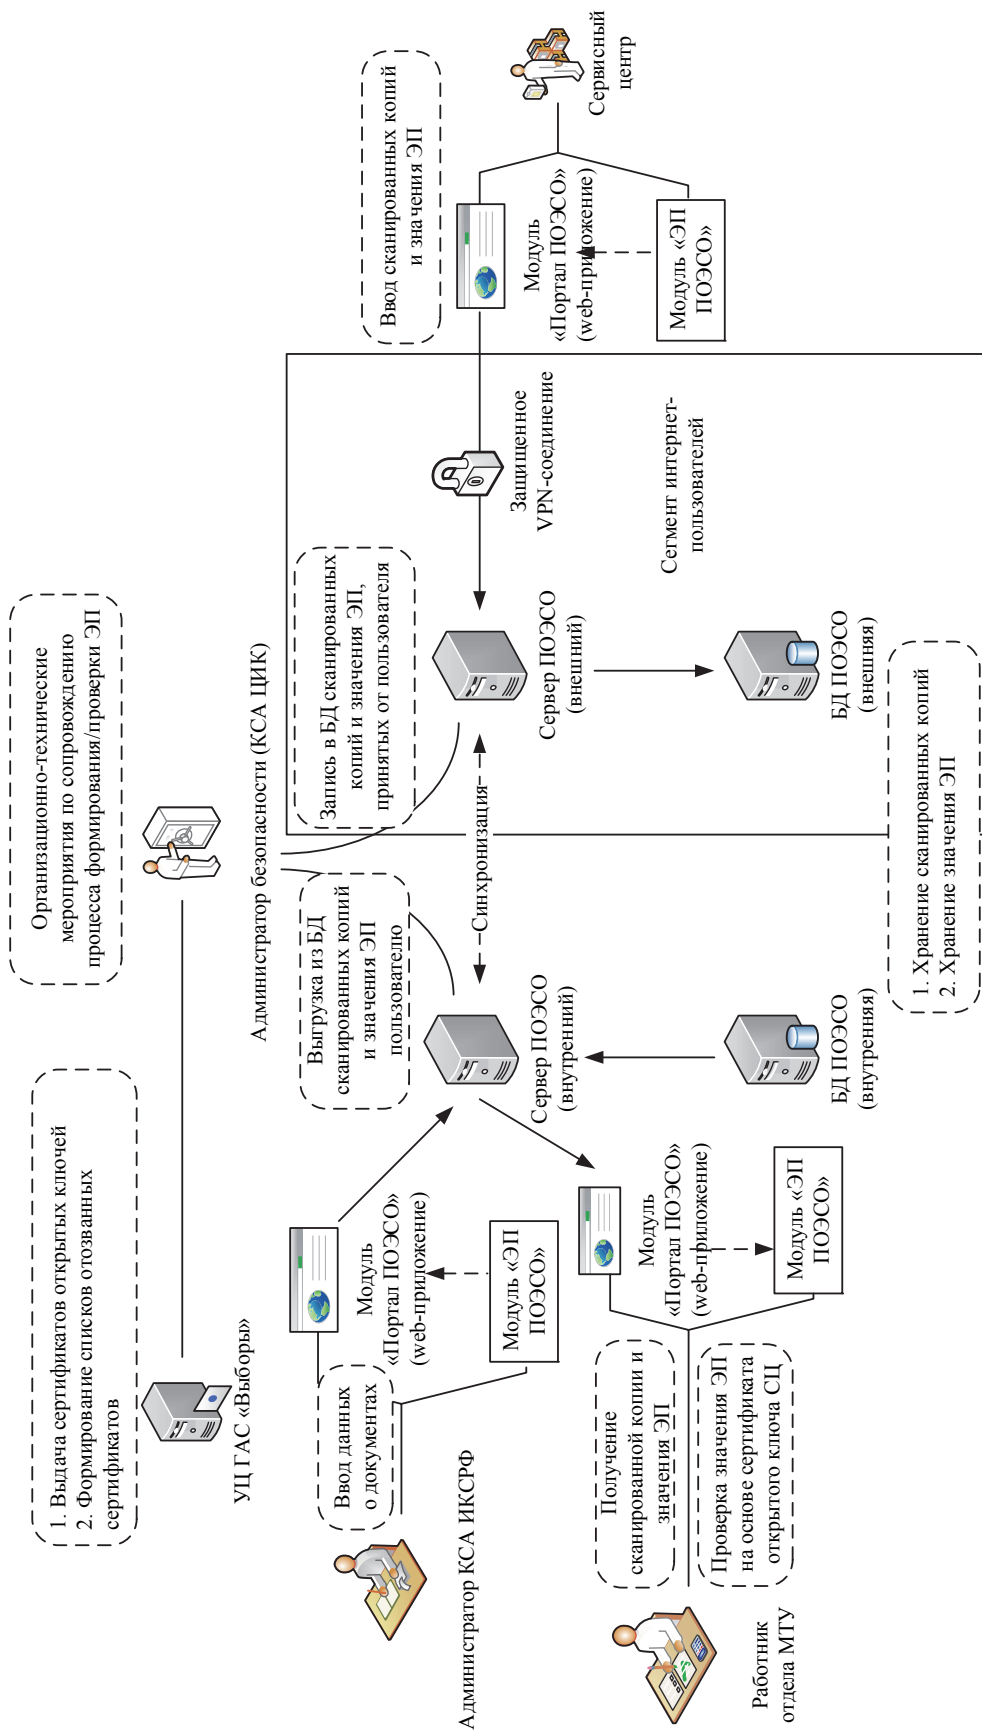 1. Выдача сертификатов открытых ключей
2. Формирование списков отозванных
сертификатов
УЦ ГАС «Выборы»
Организационно-технические
мероприятия по сопровождению
процесса формирования/проверки ЭП
Администратор безопасности (КСА ЦИК)
Ввод данных
о документах
Администратор КСА ИКСРФ
Модуль
«Портал ПОЭСО»
(web-приложение)
Модуль «ЭП
ПОЭСО»
Выгрузка из БД
сканированных копий
и значения ЭП
пользователю
Сервер ПОЭСО
(внутренний)
Синхронизация
Запись в БД сканированных
копий и значения ЭП,
принятых от пользователя
Сервер ПОЭСО
(внешний)
Защищенное
VPN-соединение
Ввод сканированных копий
и значения ЭП
Модуль
«Портал ПОЭСО»
(web-приложение)
Модуль «ЭП
ПОЭСО»
Сервисный
центр
Сегмент интернет-
пользователей
Получение
сканированной копии и
значения ЭП
Проверка значения ЭП
на основе сертификата
открытого ключа СЦ
Работник
отдела МТУ
Модуль
«Портал ПОЭСО»
(web-приложение)
Модуль «ЭП
ПОЭСО»
БД ПОЭСО
(внутренняя)
БД ПОЭСО
(внешняя)
1. Хранение сканированных копий
2. Хранение значения ЭП